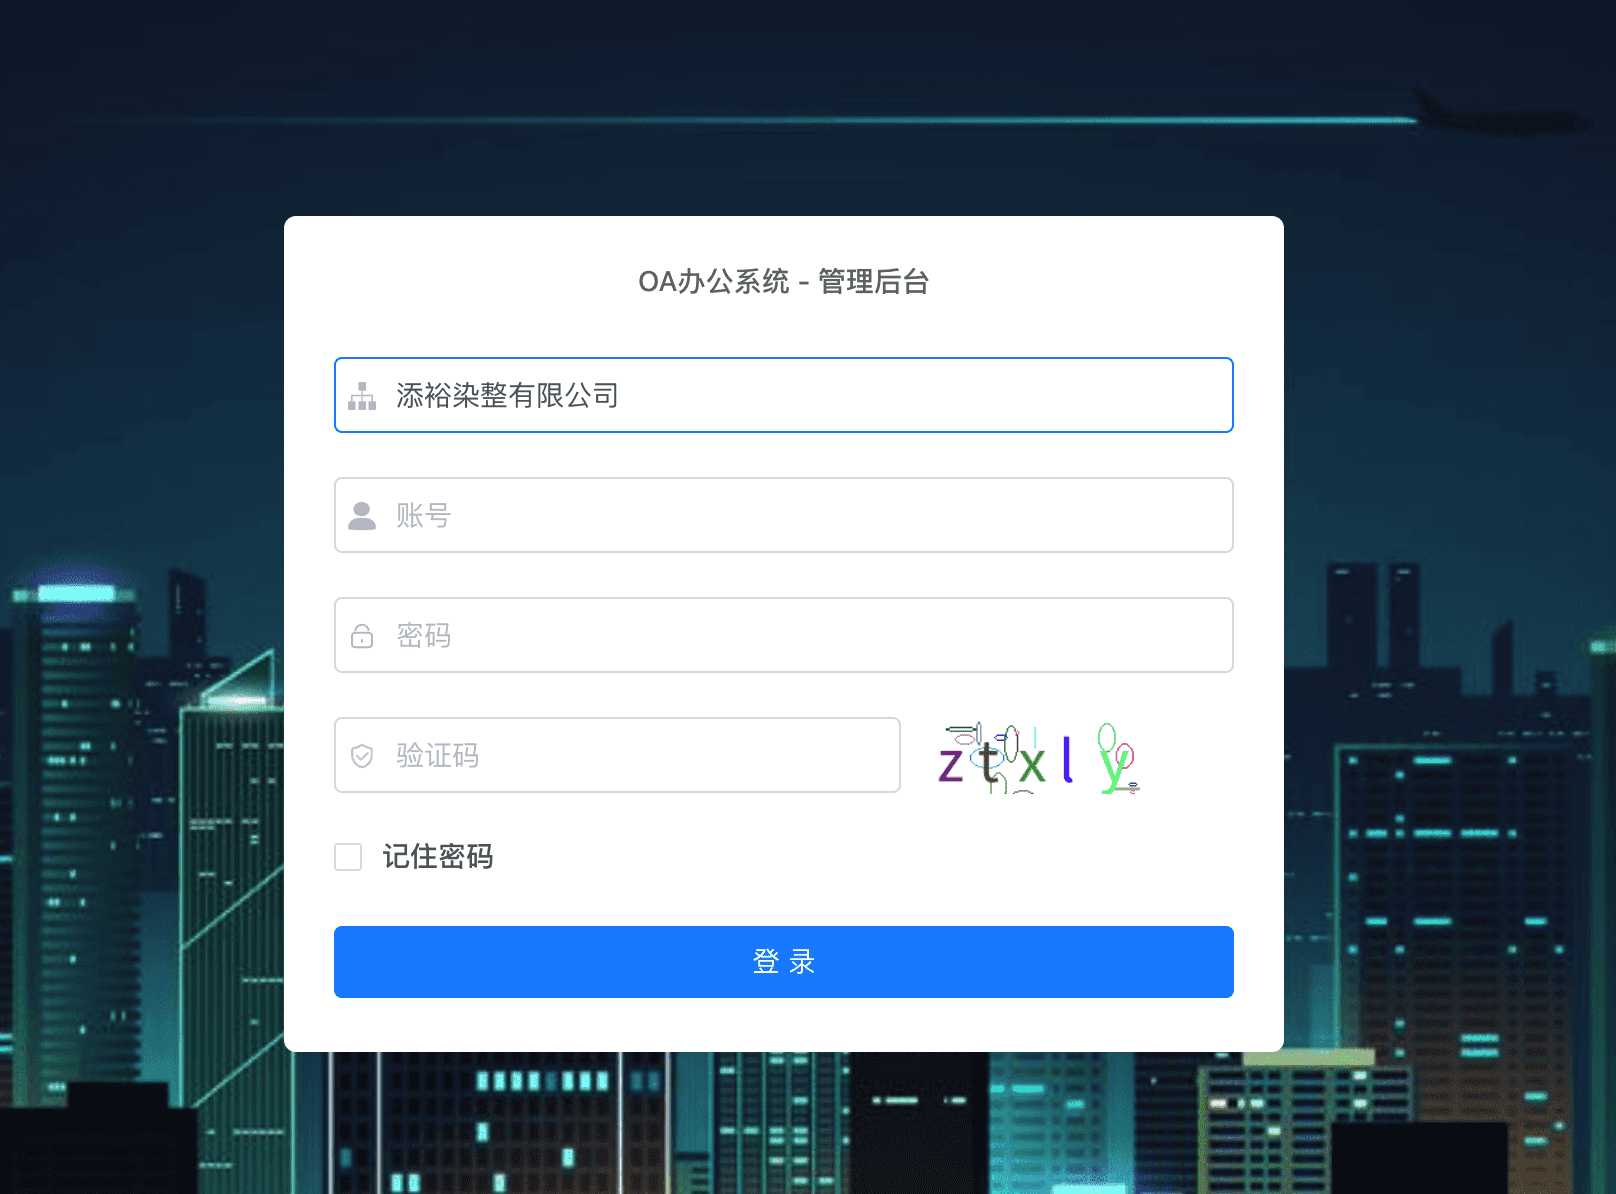 OA办公系统 - 管理后台
添裕染整有限公司
账号
密码
验证码
ztxly
记住密码
登 录